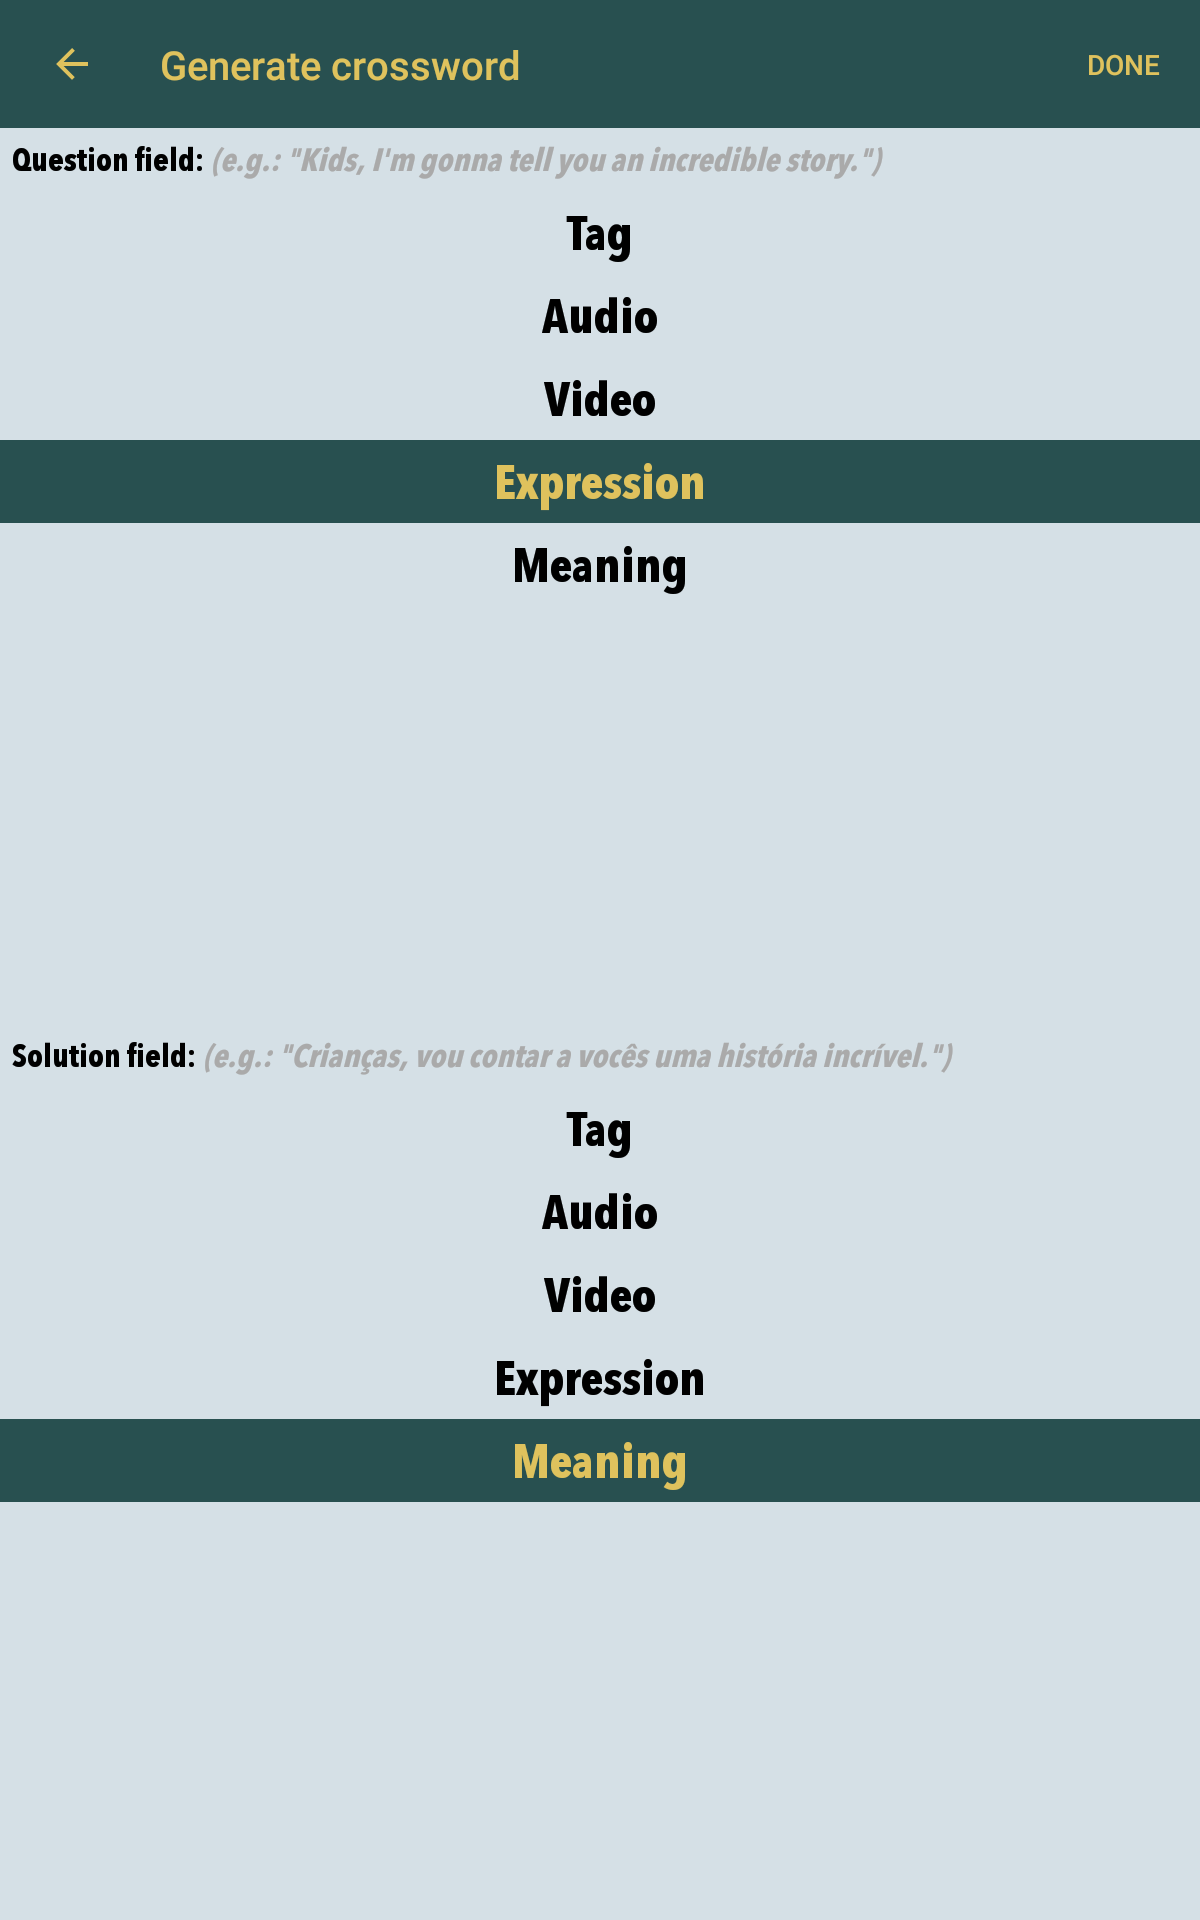 Generate crossword
DONE
Question field: (e.g.: "Kids, I'm gonna tell you an incredible story.")
Tag
Audio
Video
Expression
Meaning
Solution field: (e.g.: "Crianças, vou contar a vocês uma história incrível.")
Tag
Audio
Video
Expression
Meaning